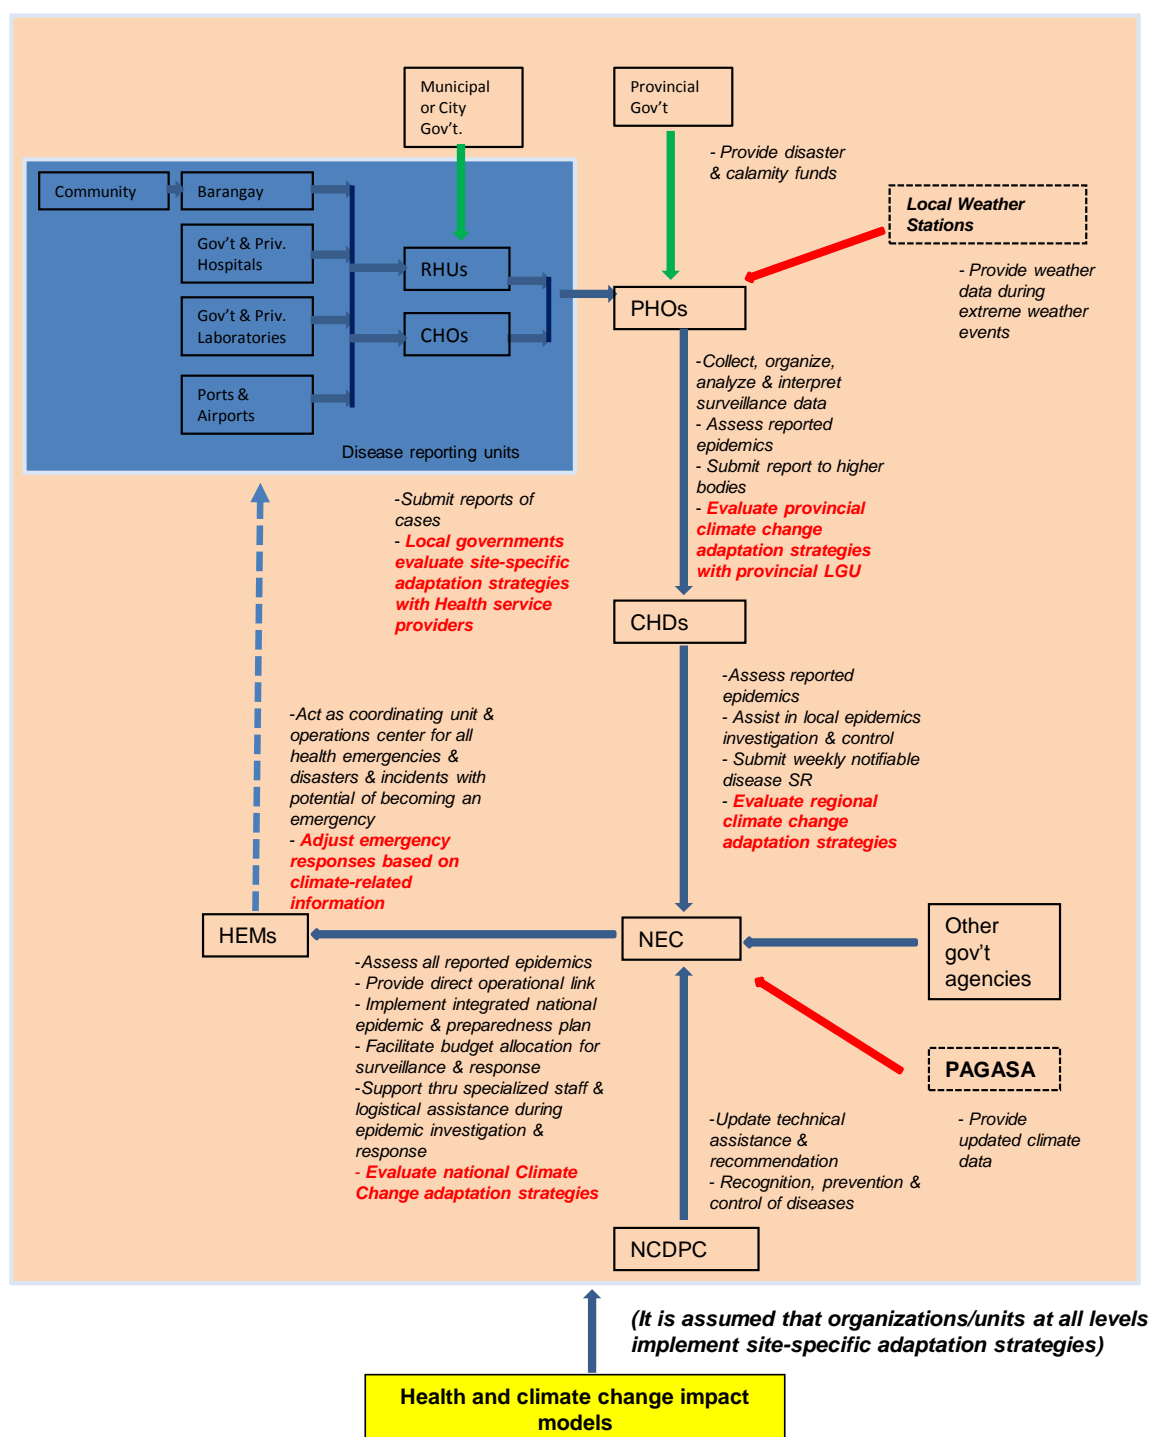 Municipal
or City
Gov't.
Provincial
Gov't
- Provide disaster
& calamity funds
Local Weather
Stations
- Provide weather
data during
extreme weather
events
Community
Barangay
Gov't & Priv.
Hospitals
Gov't & Priv.
Laboratories
Ports &
Airports
RHUs
CHOs
Disease reporting units
PHOs
-Collect, organize,
analyze & interpret
surveillance data
- Assess reported
epidemics
- Submit report to higher
bodies
- Evaluate provincial
climate change
adaptation strategies
with provincial LGU
-Submit reports of
cases
- Local governments
evaluate site-specific
adaptation strategies
with Health service
providers
CHDs
-Assess reported
epidemics
- Assist in local epidemics
investigation & control
- Submit weekly notifiable
disease SR
- Evaluate regional
climate change
adaptation strategies
-Act as coordinating unit &
operations center for all
health emergencies &
disasters & incidents with
potential of becoming an
emergency
- Adjust emergency
responses based on
climate-related
information
HEMs
NEC
Other
gov't
agencies
-Assess all reported epidemics
- Provide direct operational link
- Implement integrated national
epidemic & preparedness plan
- Facilitate budget allocation for
surveillance & response
-Support thru specialized staff &
logistical assistance during
epidemic investigation &
response
- Evaluate national Climate
Change adaptation strategies
PAGASA
- Provide
updated climate
data
-Update technical
assistance &
recommendation
- Recognition, prevention &
control of diseases
NCDPC
(It is assumed that organizations/units at all levels
implement site-specific adaptation strategies)
Health and climate change impact
models